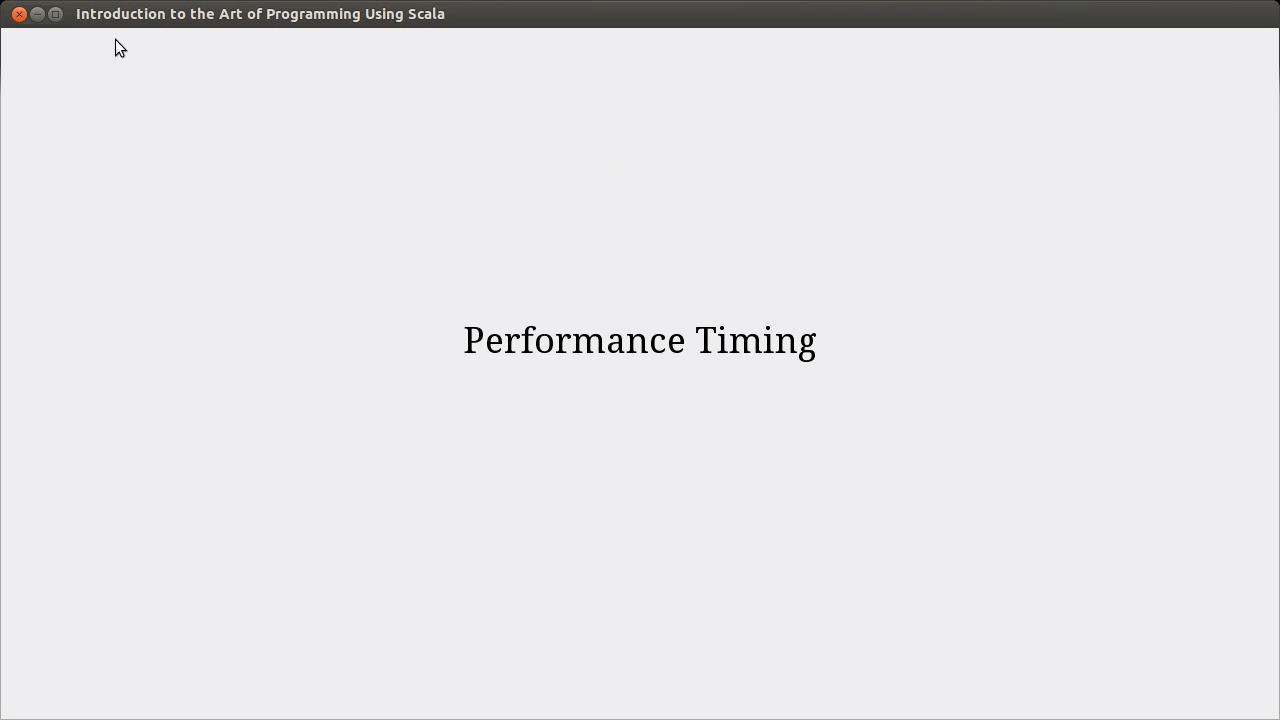 Introduction to the Art of Programming Using Scala
Performance Timing